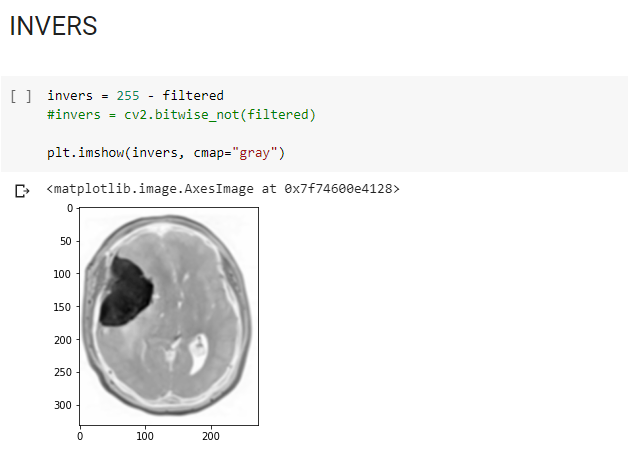 INVERS
[ ] invers = 255 - filtered
#invers = cv2.bitwise_not(filtered)
plt.imshow(invers, cmap="gray")
<matplotlib.image.AxesImage at 0x7f74600e4128>
0
50
100
150
200
250
300
0 100 200